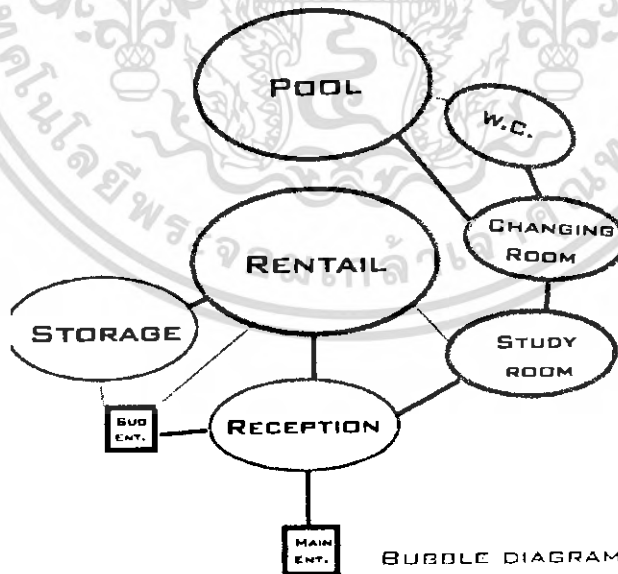 POOL
W.C.
CHANGING
ROOM
RENTAIL
STORAGE
STUDY
ROOM
SUB
ENT.
RECEPTION
MAIN
ENT.
BUBBLE DIAGRAM